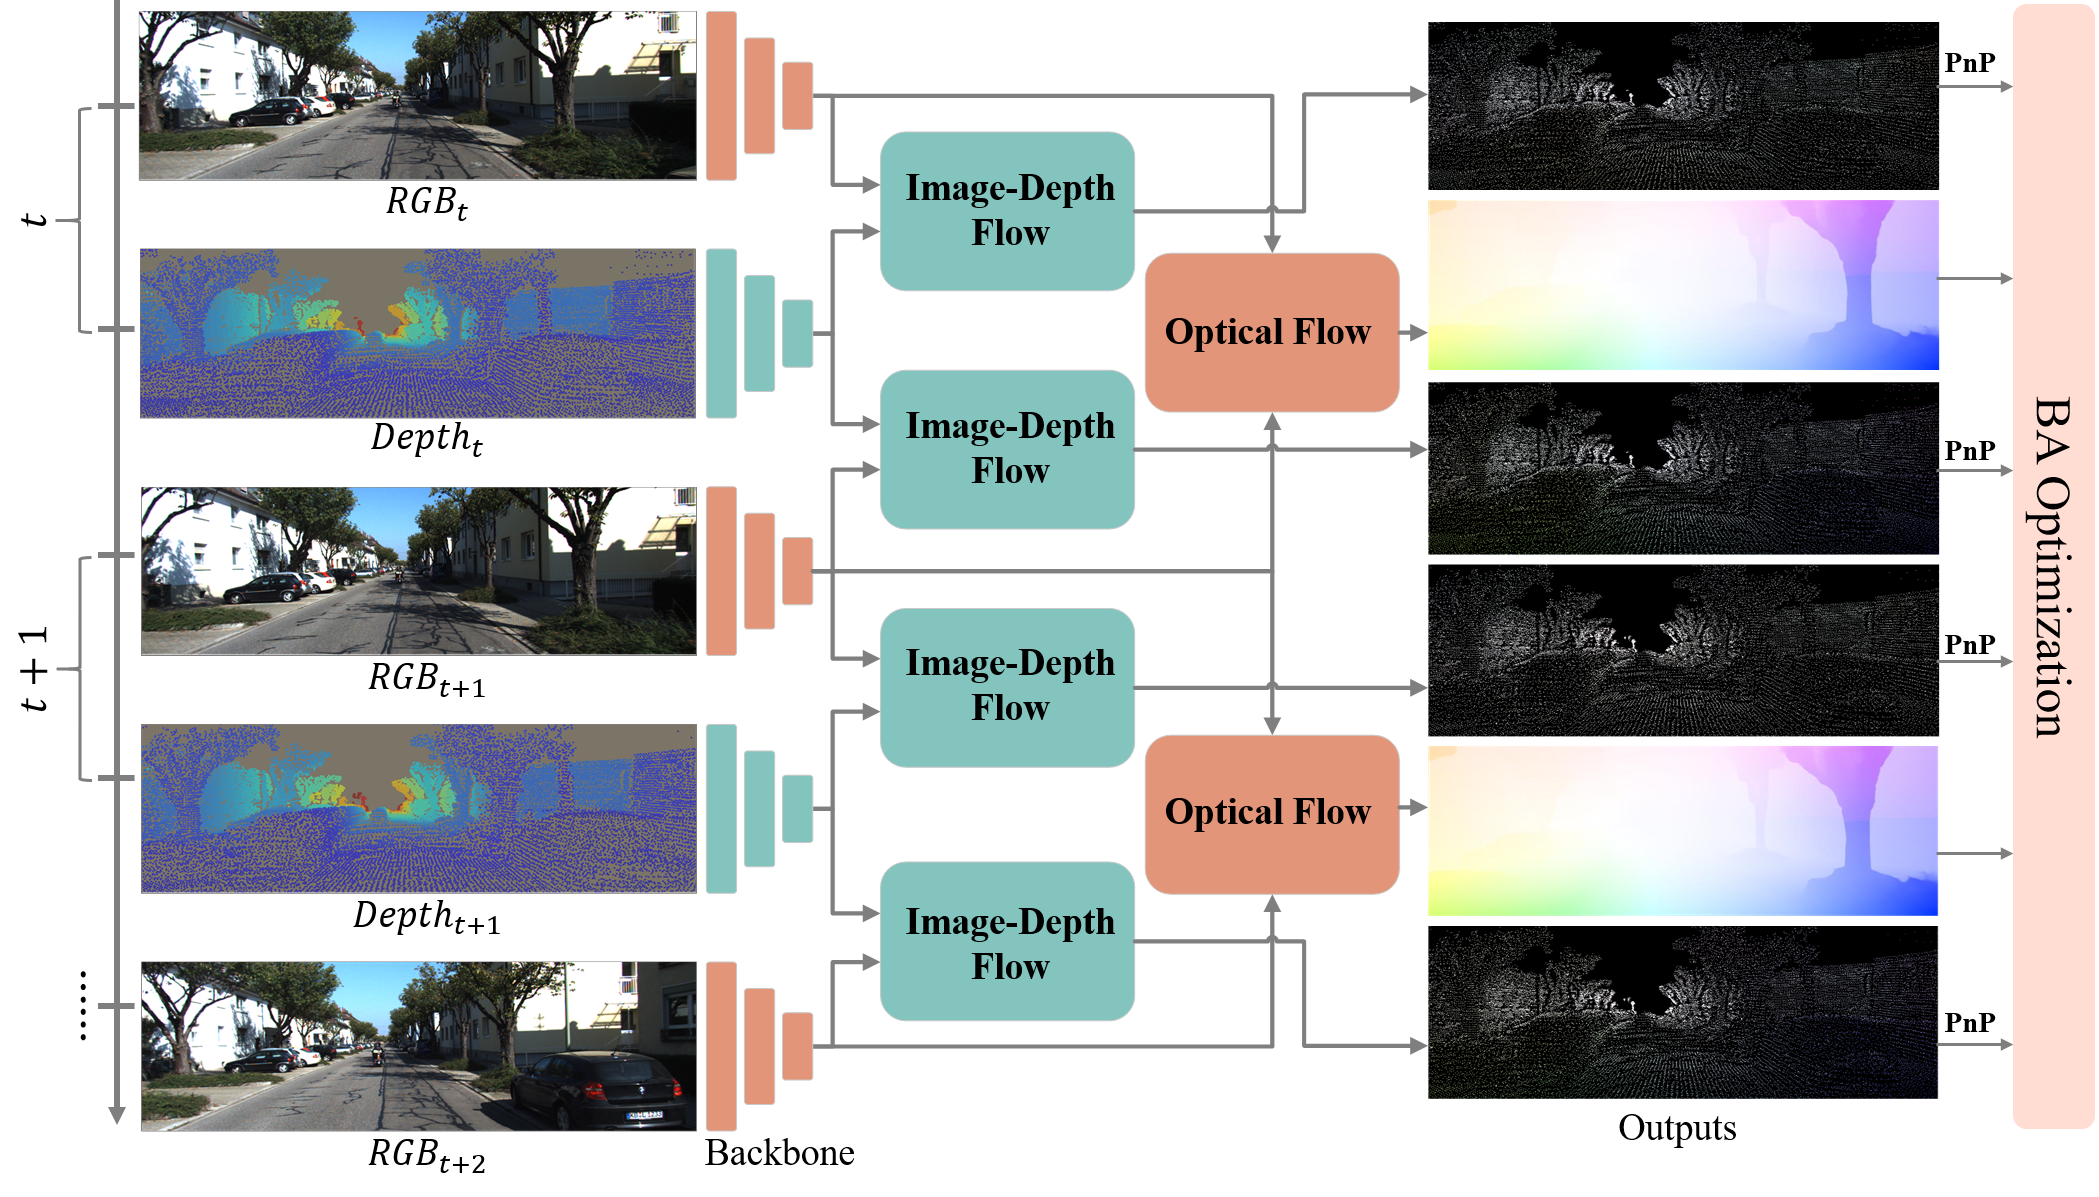 t
t + 1
......
RGB_t
Depth_t
RGB_{t+1}
Depth_{t+1}
RGB_{t+2}
Backbone
Image-Depth
Flow
Image-Depth
Flow
Image-Depth
Flow
Image-Depth
Flow
Optical Flow
Optical Flow
Outputs
PnP
PnP
PnP
PnP
BA Optimization